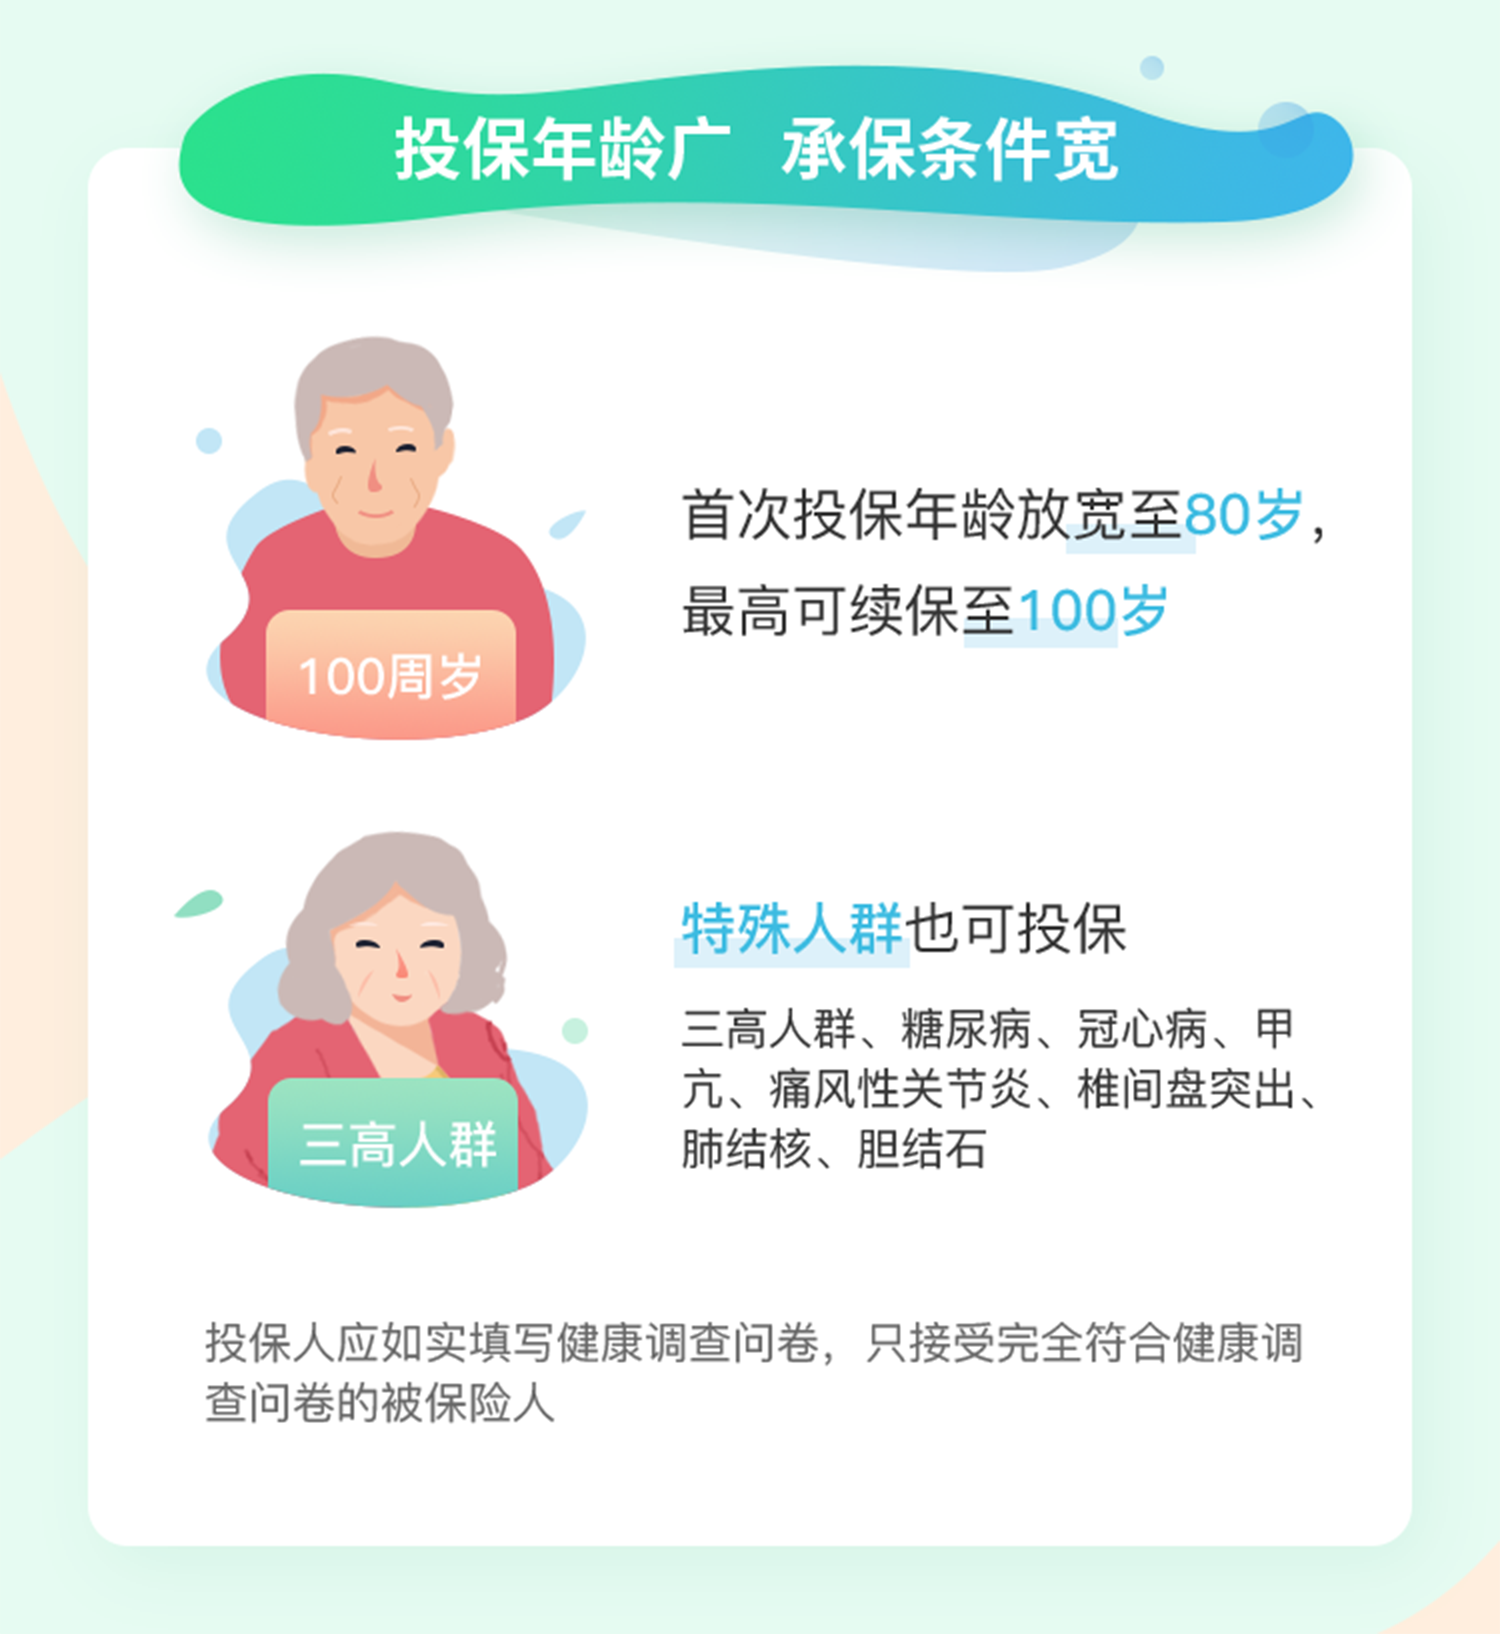 投保年龄广 承保条件宽
首次投保年龄放宽至80岁，
最高可续保至100岁
100周岁
特殊人群也可投保
三高人群、糖尿病、冠心病、甲
亢、痛风性关节炎、椎间盘突出、
肺结核、胆结石
三高人群
投保人应如实填写健康调查问卷，只接受完全符合健康调
查问卷的被保险人